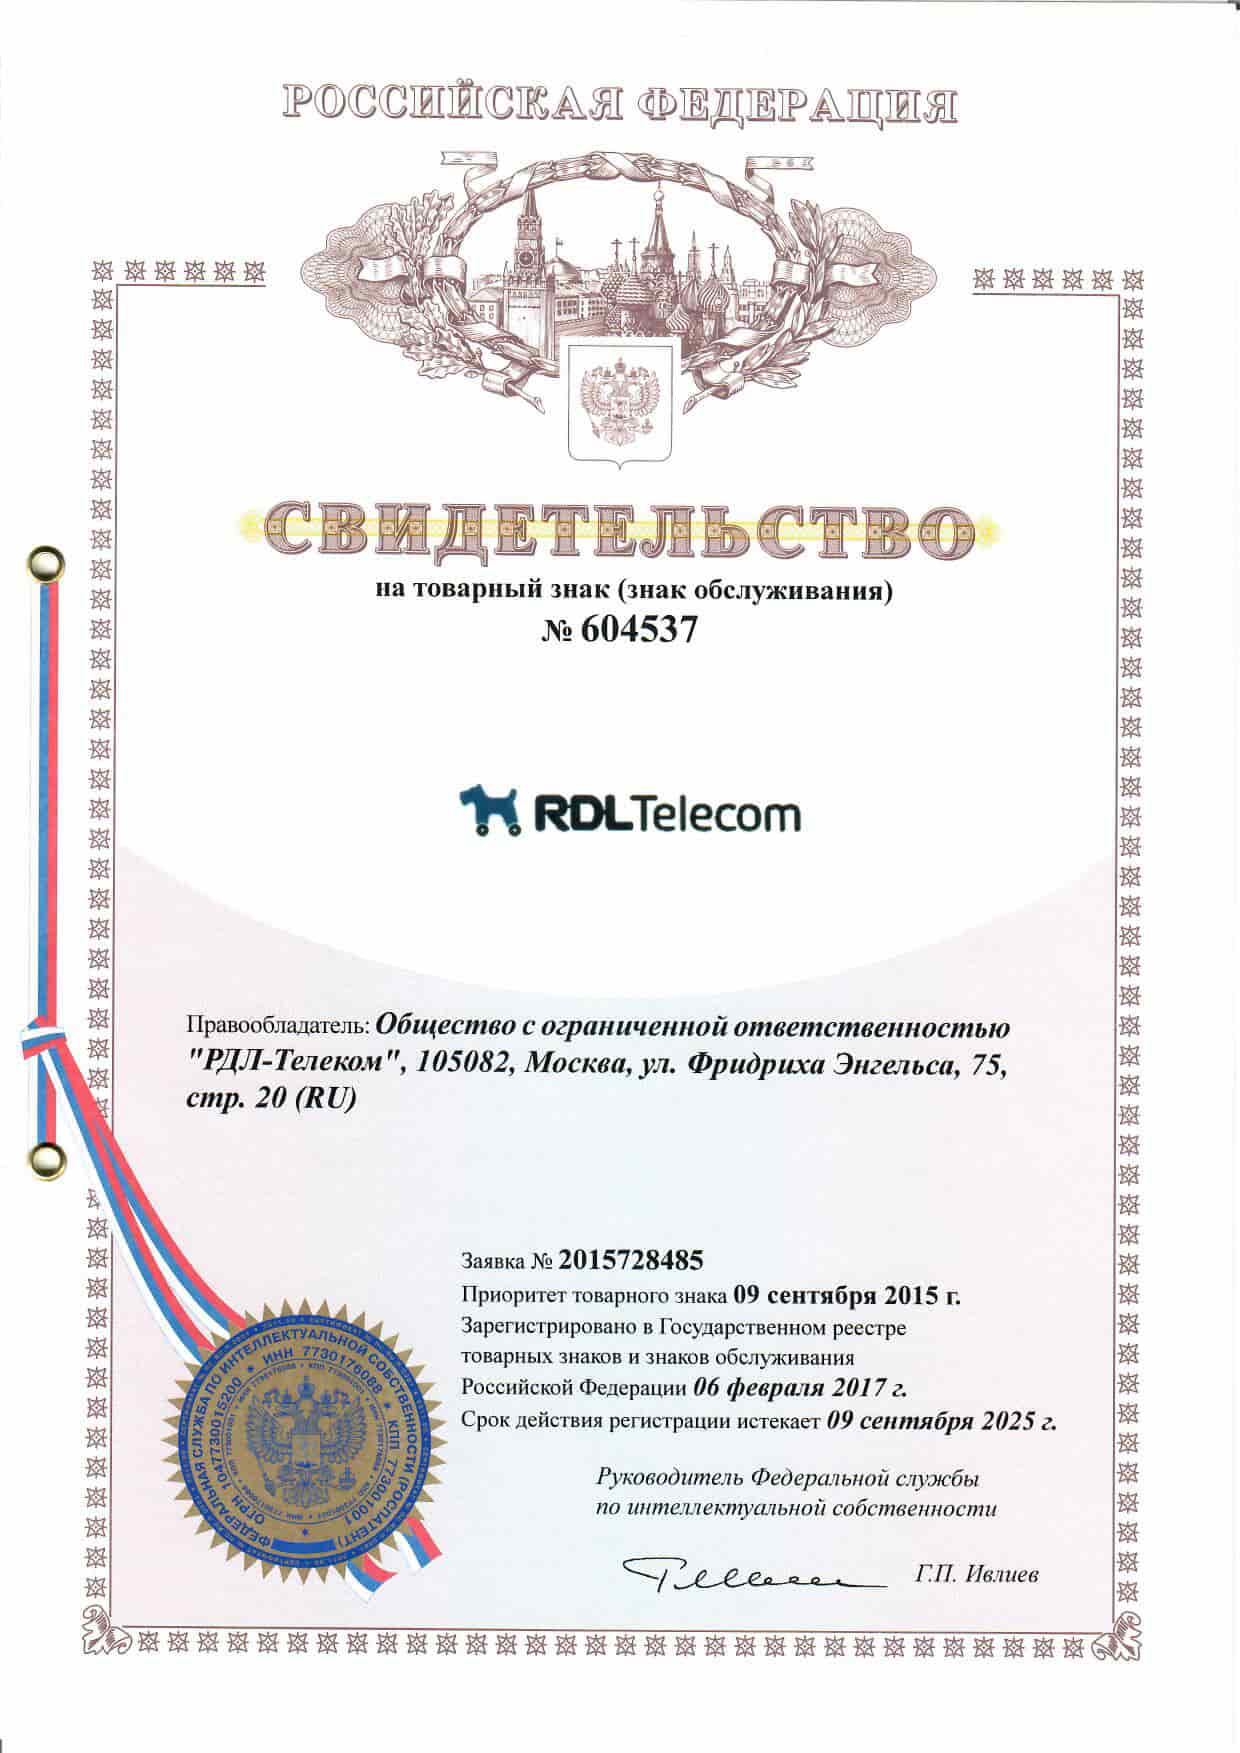 РОССИЙСКАЯ ФЕДЕРАЦИЯ
СВИДЕТЕЛЬСТВО
на товарный знак (знак обслуживания)
№ 604537
RDLTelecom
Правообладатель: Общество с ограниченной ответственностью
"РДЛ-Телеком", 105082, Москва, ул. Фридриха Энгельса, 75,
стр. 20 (RU)
Заявка № 2015728485
Приоритет товарного знака 09 сентября 2015 г.
Зарегистрировано в Государственном реестре
товарных знаков и знаков обслуживания
Российской Федерации 06 февраля 2017 г.
Срок действия регистрации истекает 09 сентября 2025 г.
Руководитель Федеральной службы
по интеллектуальной собственности
Г.П. Ивлиев
ФЕДЕРАЛЬНАЯ СЛУЖБА ПО ИНТЕЛЛЕКТУАЛЬНОЙ СОБСТВЕННОСТИ (РОСПАТЕНТ)
ОГРН 1047730015200 * ИНН 7730176088 * КПП 773001001